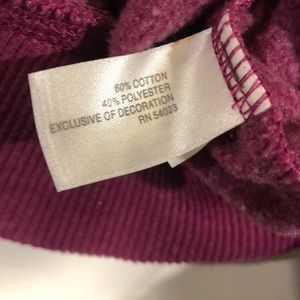 60% COTTON
40% POLYESTER
EXCLUSIVE OF DECORATION
RN 54023